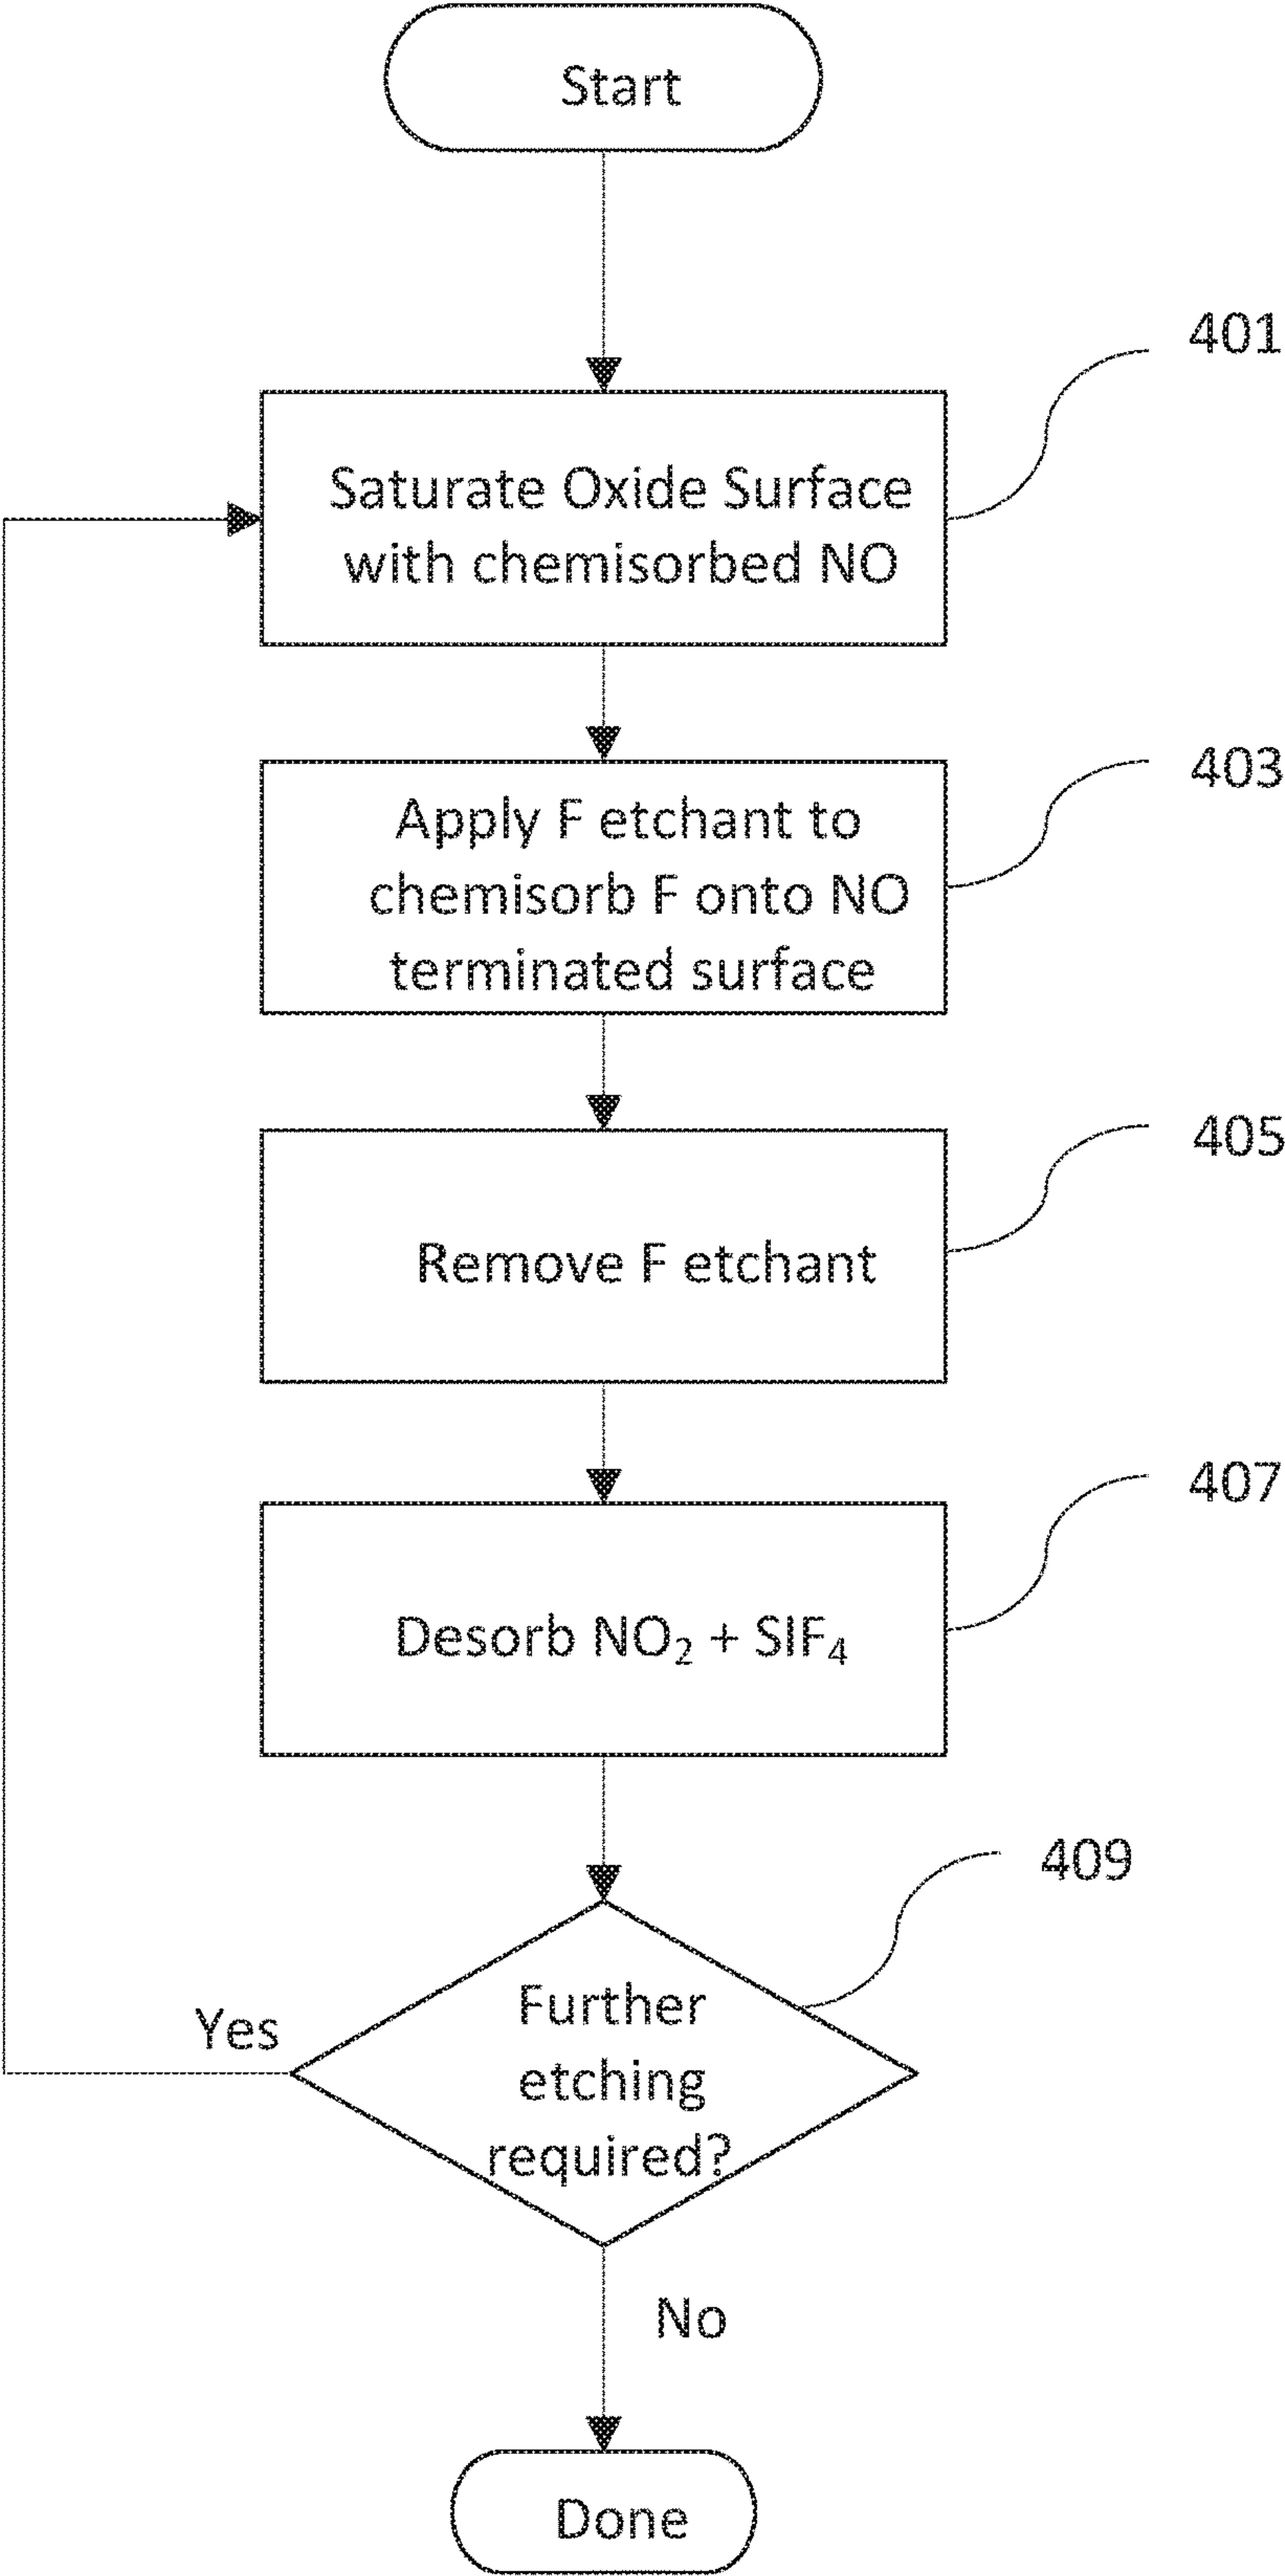 Start
401
Saturate Oxide Surface
with chemisorbed NO
403
Apply F etchant to
chemisorb F onto NO
terminated surface
405
Remove F etchant
407
Desorb NO₂ + SIF₄
409
Further
etching
required?
Yes
No
Done